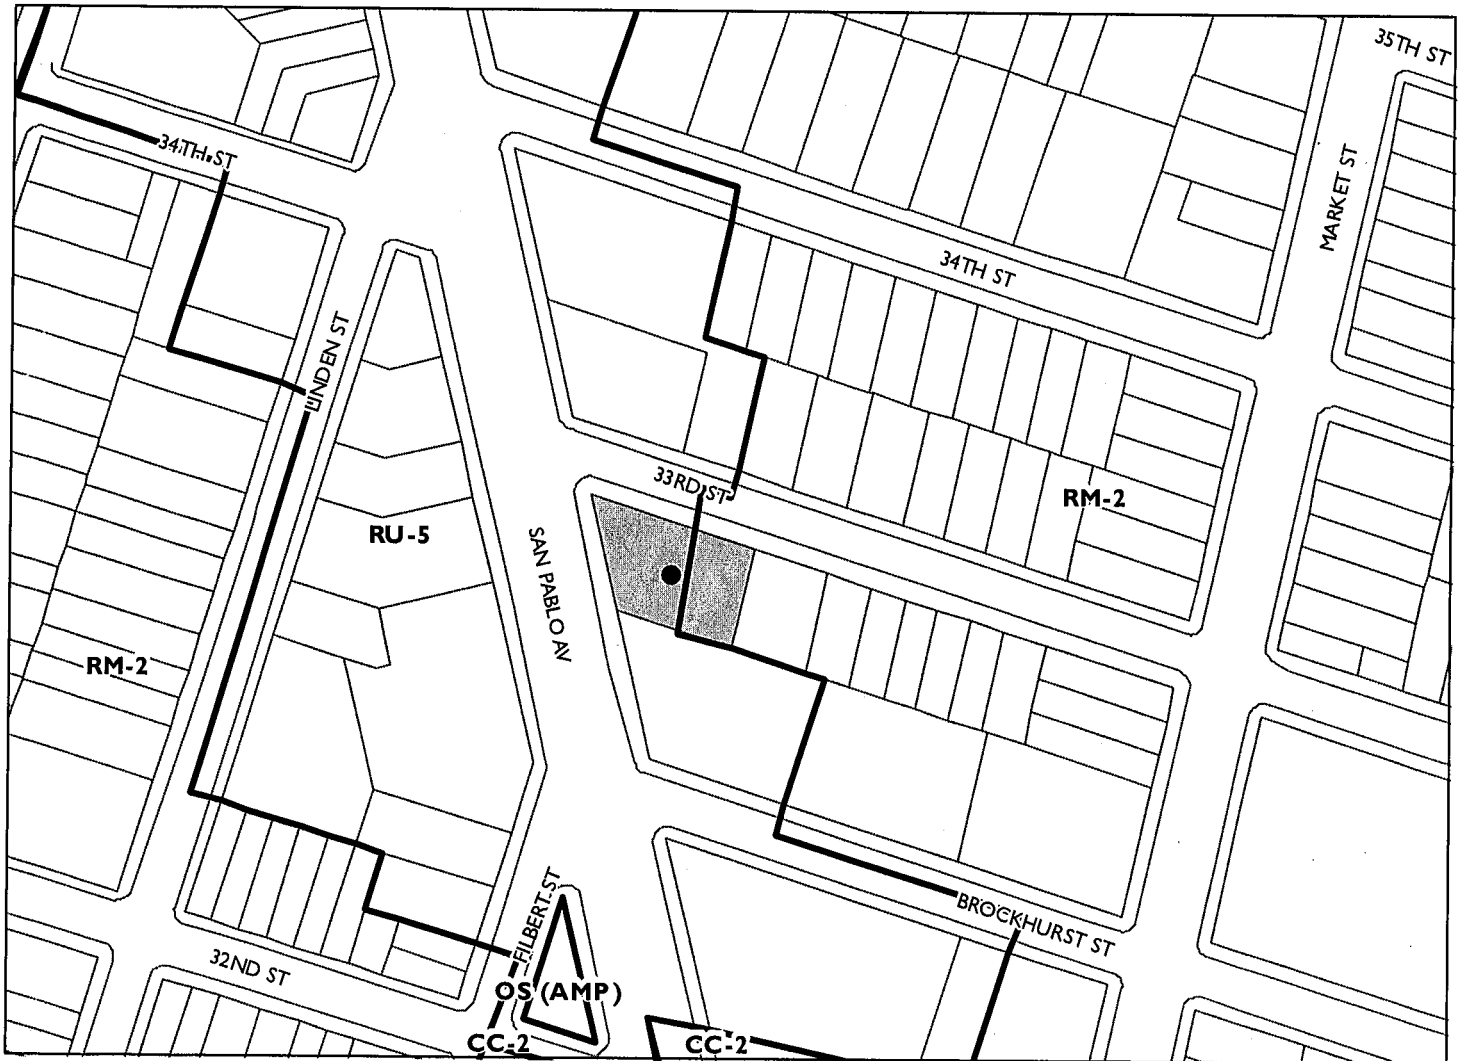 35TH ST
34TH ST
MARKET ST
34TH ST
LINDEN ST
33RD ST
RM-2
RU-5
SAN PABLO AV
RM-2
FILBERT ST
BROCKHURST ST
32ND ST
OS (AMP)
CC-2
CC-2